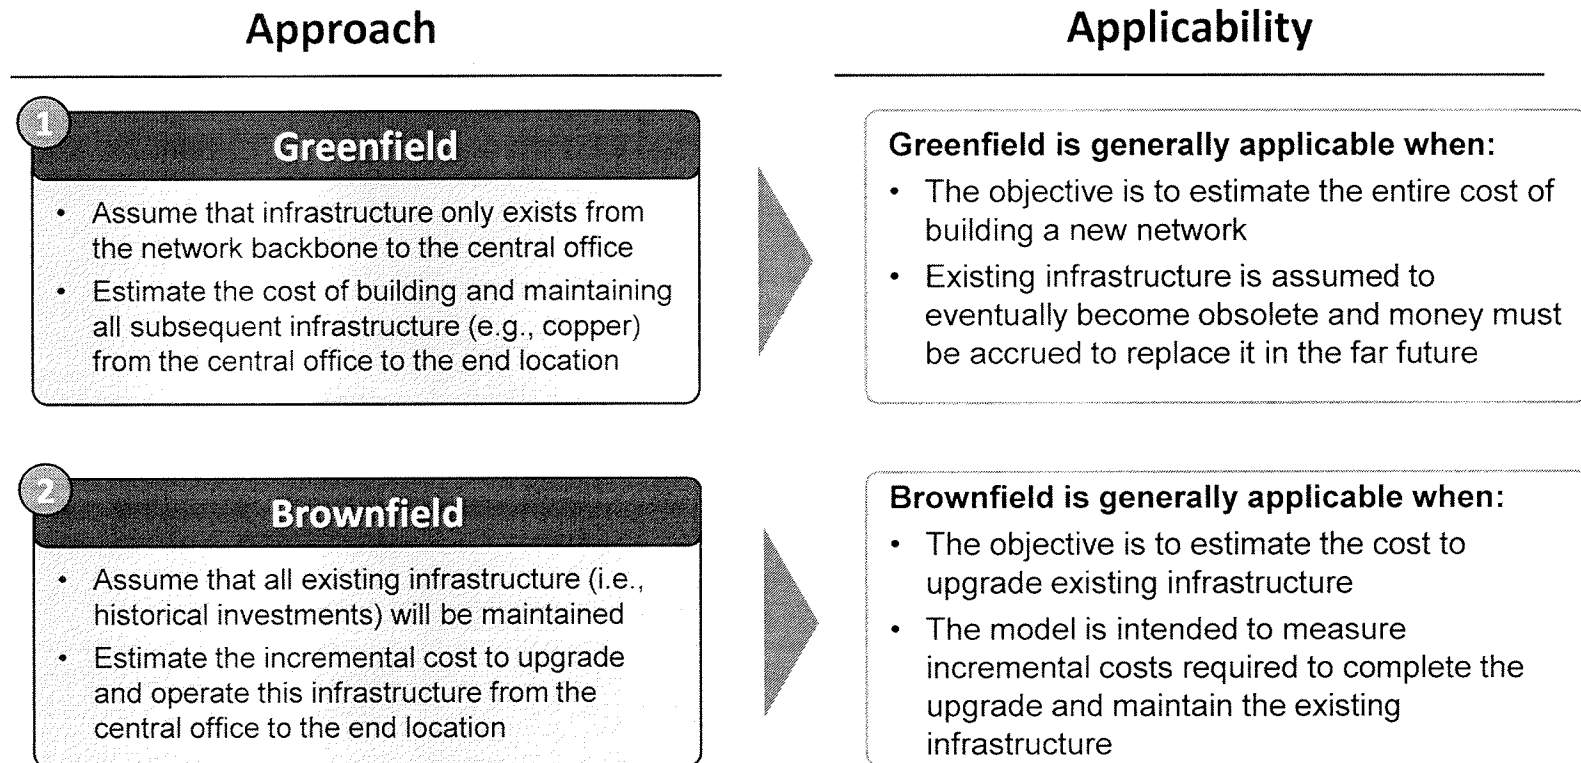 Approach
Applicability
1
Greenfield
• Assume that infrastructure only exists from
the network backbone to the central office
• Estimate the cost of building and maintaining
all subsequent infrastructure (e.g., copper)
from the central office to the end location
Greenfield is generally applicable when:
• The objective is to estimate the entire cost of
building a new network
• Existing infrastructure is assumed to
eventually become obsolete and money must
be accrued to replace it in the far future
2
Brownfield
• Assume that all existing infrastructure (i.e.,
historical investments) will be maintained
• Estimate the incremental cost to upgrade
and operate this infrastructure from the
central office to the end location
Brownfield is generally applicable when:
• The objective is to estimate the cost to
upgrade existing infrastructure
• The model is intended to measure
incremental costs required to complete the
upgrade and maintain the existing
infrastructure